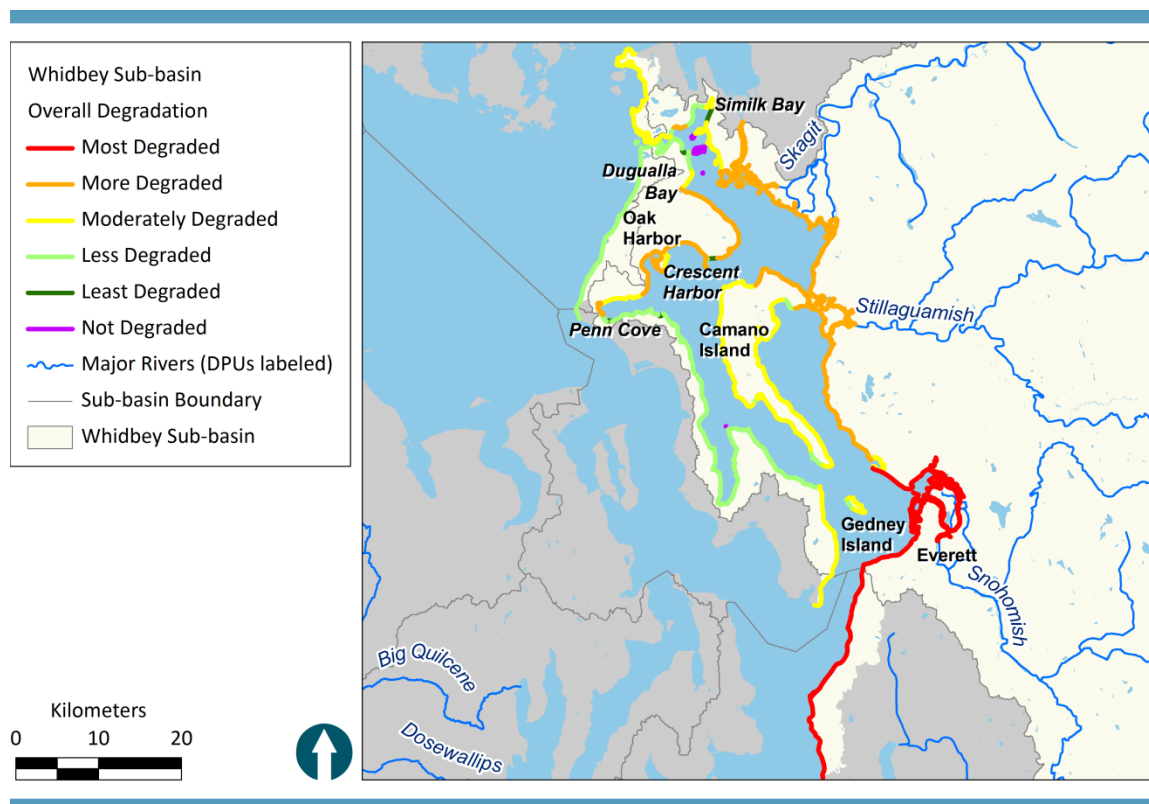 Whidbey Sub-basin
Overall Degradation
Most Degraded
More Degraded
Moderately Degraded
Less Degraded
Least Degraded
Not Degraded
Major Rivers (DPUs labeled)
Sub-basin Boundary
Whidbey Sub-basin
Kilometers
0 10 20
Similk Bay
Skagit
Dugualla
Bay
Oak
Harbor
Crescent
Harbor
Penn Cove
Camano
Island
Stillaguamish
Gedney
Island
Everett
Snohomish
Big Quilcene
Dosewallips